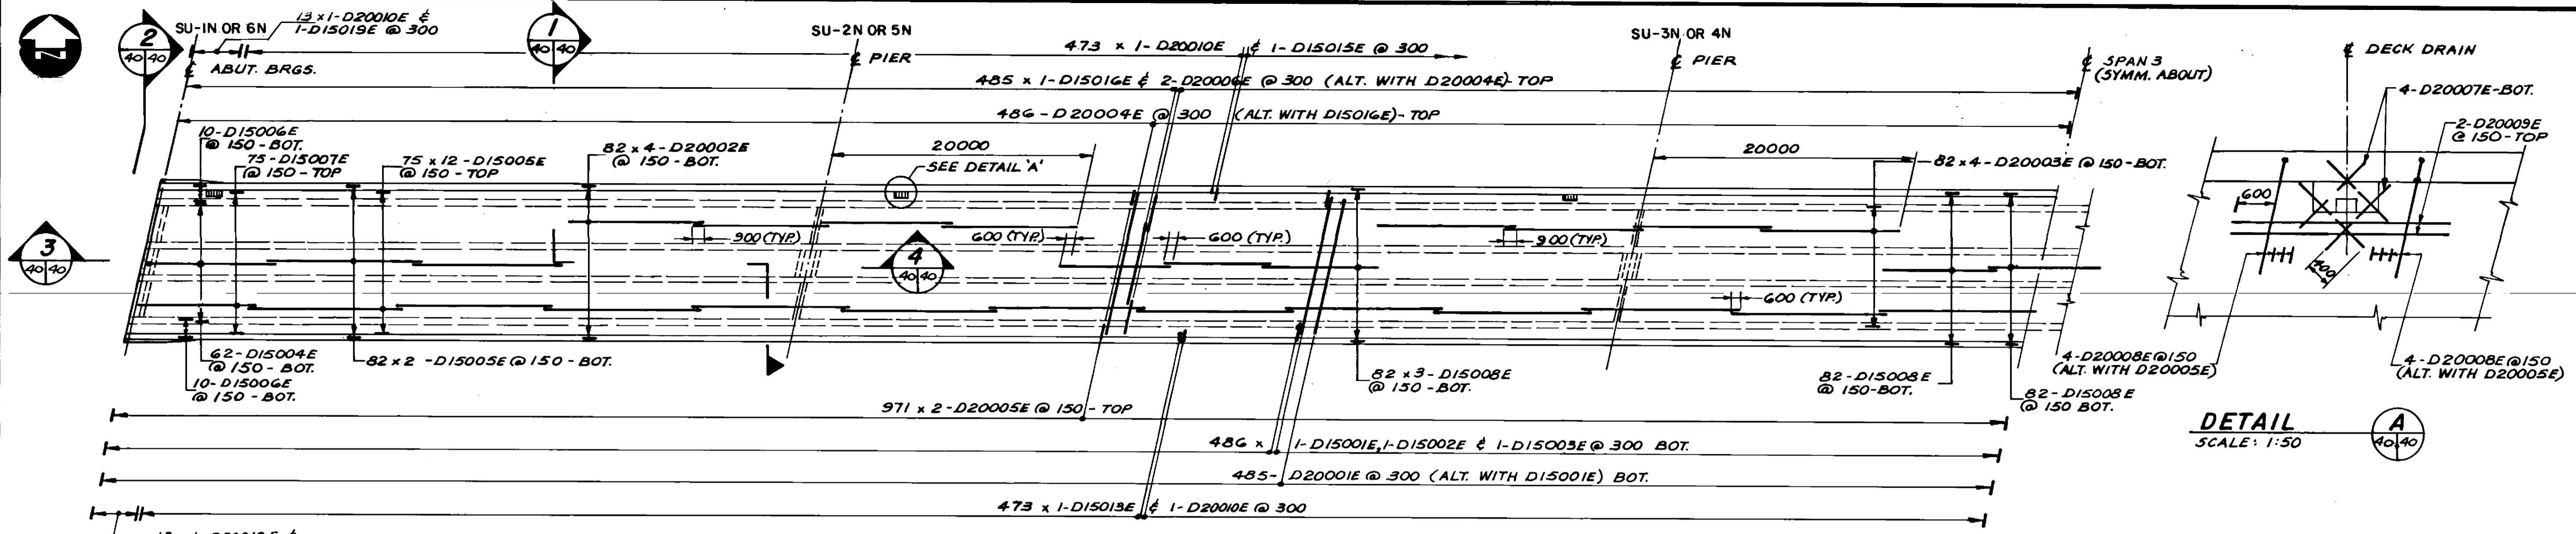 N
2
40 40
SU-1N OR 6N
13 x 1-D20010E &
1-D15019E @ 300
℄ ABUT. BRGS.
1
40 40
SU-2N OR 5N
℄ PIER
473 x 1-D20010E & 1-D15015E @ 300
SU-3N OR 4N
℄ PIER
℄ SPAN 3
(SYMM. ABOUT)
485 x 1-D15016E & 2-D20006E @ 300 (ALT. WITH D20004E)-TOP
486-D20004E @ 300 (ALT. WITH D15016E)-TOP
10-D15006E
@ 150-BOT.
75-D15007E
@ 150-TOP
75 x 12-D15005E
@ 150-TOP
82 x 4-D20002E
@ 150-BOT.
20000
SEE DETAIL 'A'
20000
82 x 4-D20003E @ 150-BOT.
3
40 40
900 (TYP.)
4
40 40
600 (TYP.)
600 (TYP.)
900 (TYP.)
600 (TYP.)
62-D15004E
@ 150-BOT.
10-D15006E
@ 150-BOT.
82 x 2 -D15005E @ 150-BOT.
82 x 3-D15008E
@ 150-BOT.
82-D15008E
@ 150-BOT.
82-D15008E
@ 150 BOT.
971 x 2-D20005E @ 150-TOP
486 x 1-D15001E, 1-D15002E & 1-D15003E @ 300 BOT.
485-D20001E @ 300 (ALT. WITH D15001E) BOT.
473 x 1-D15013E & 1-D20010E @ 300
℄ DECK DRAIN
4-D20007E-BOT.
2-D20009E
@ 150-TOP
600
4-D20008E @ 150
(ALT. WITH D20005E)
4-D20008E @ 150
(ALT. WITH D20005E)
DETAIL
SCALE: 1:50
A
40 40